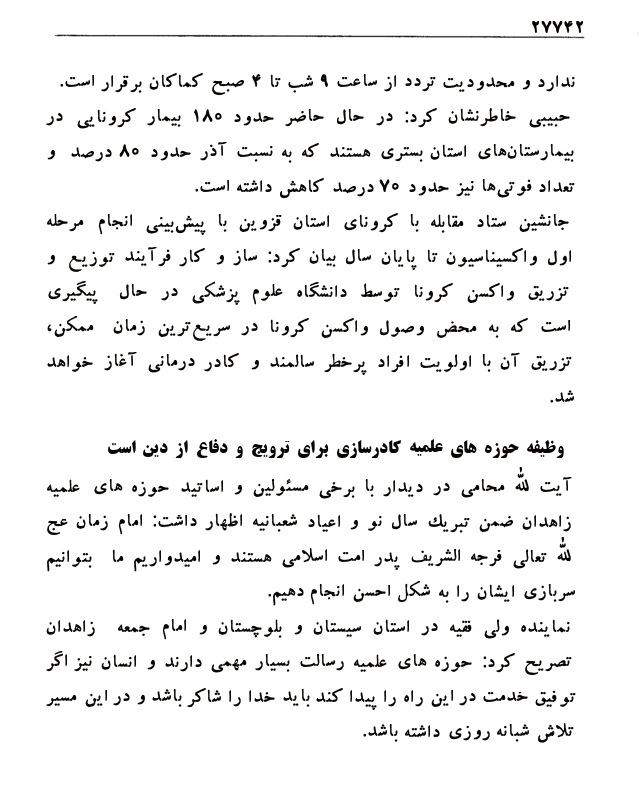 ۲۷۷۴۲
ندارد و محدودیت تردد از ساعت ۹ شب تا ۴ صبح کماکان برقرار است.
حبیبی خاطرنشان کرد: در حال حاضر حدود ۱۸۰ بیمار کرونایی در
بیمارستان‌های استان بستری هستند که به نسبت آذر حدود ۸۰ درصد و
تعداد فوتی‌ها نیز حدود ۷۰ درصد کاهش داشته است.
جانشین ستاد مقابله با کرونای استان قزوین با پیش‌بینی انجام مرحله
اول واکسیناسیون تا پایان سال بیان کرد: ساز و کار فرآیند توزیع و
تزریق واکسن کرونا توسط دانشگاه علوم پزشکی در حال پیگیری
است که به محض وصول واکسن کرونا در سریع‌ترین زمان ممکن،
تزریق آن با اولویت افراد پرخطر سالمند و کادر درمانی آغاز خواهد
شد.
وظیفه حوزه های علمیه کادرسازی برای ترویج و دفاع از دین است
آیت لله محامی در دیدار با برخی مسئولین و اساتید حوزه های علمیه
زاهدان ضمن تبریك سال نو و اعیاد شعبانیه اظهار داشت: امام زمان عج
لله تعالی فرجه الشریف پدر امت اسلامی هستند و امیدواریم ما بتوانیم
سربازی ایشان را به شکل احسن انجام دهیم.
نماینده ولی فقیه در استان سیستان و بلوچستان و امام جمعه زاهدان
تصریح کرد: حوزه های علمیه رسالت بسیار مهمی دارند و انسان نیز اگر
توفیق خدمت در این راه را پیدا کند باید خدا را شاکر باشد و در این مسیر
تلاش شبانه روزی داشته باشد.